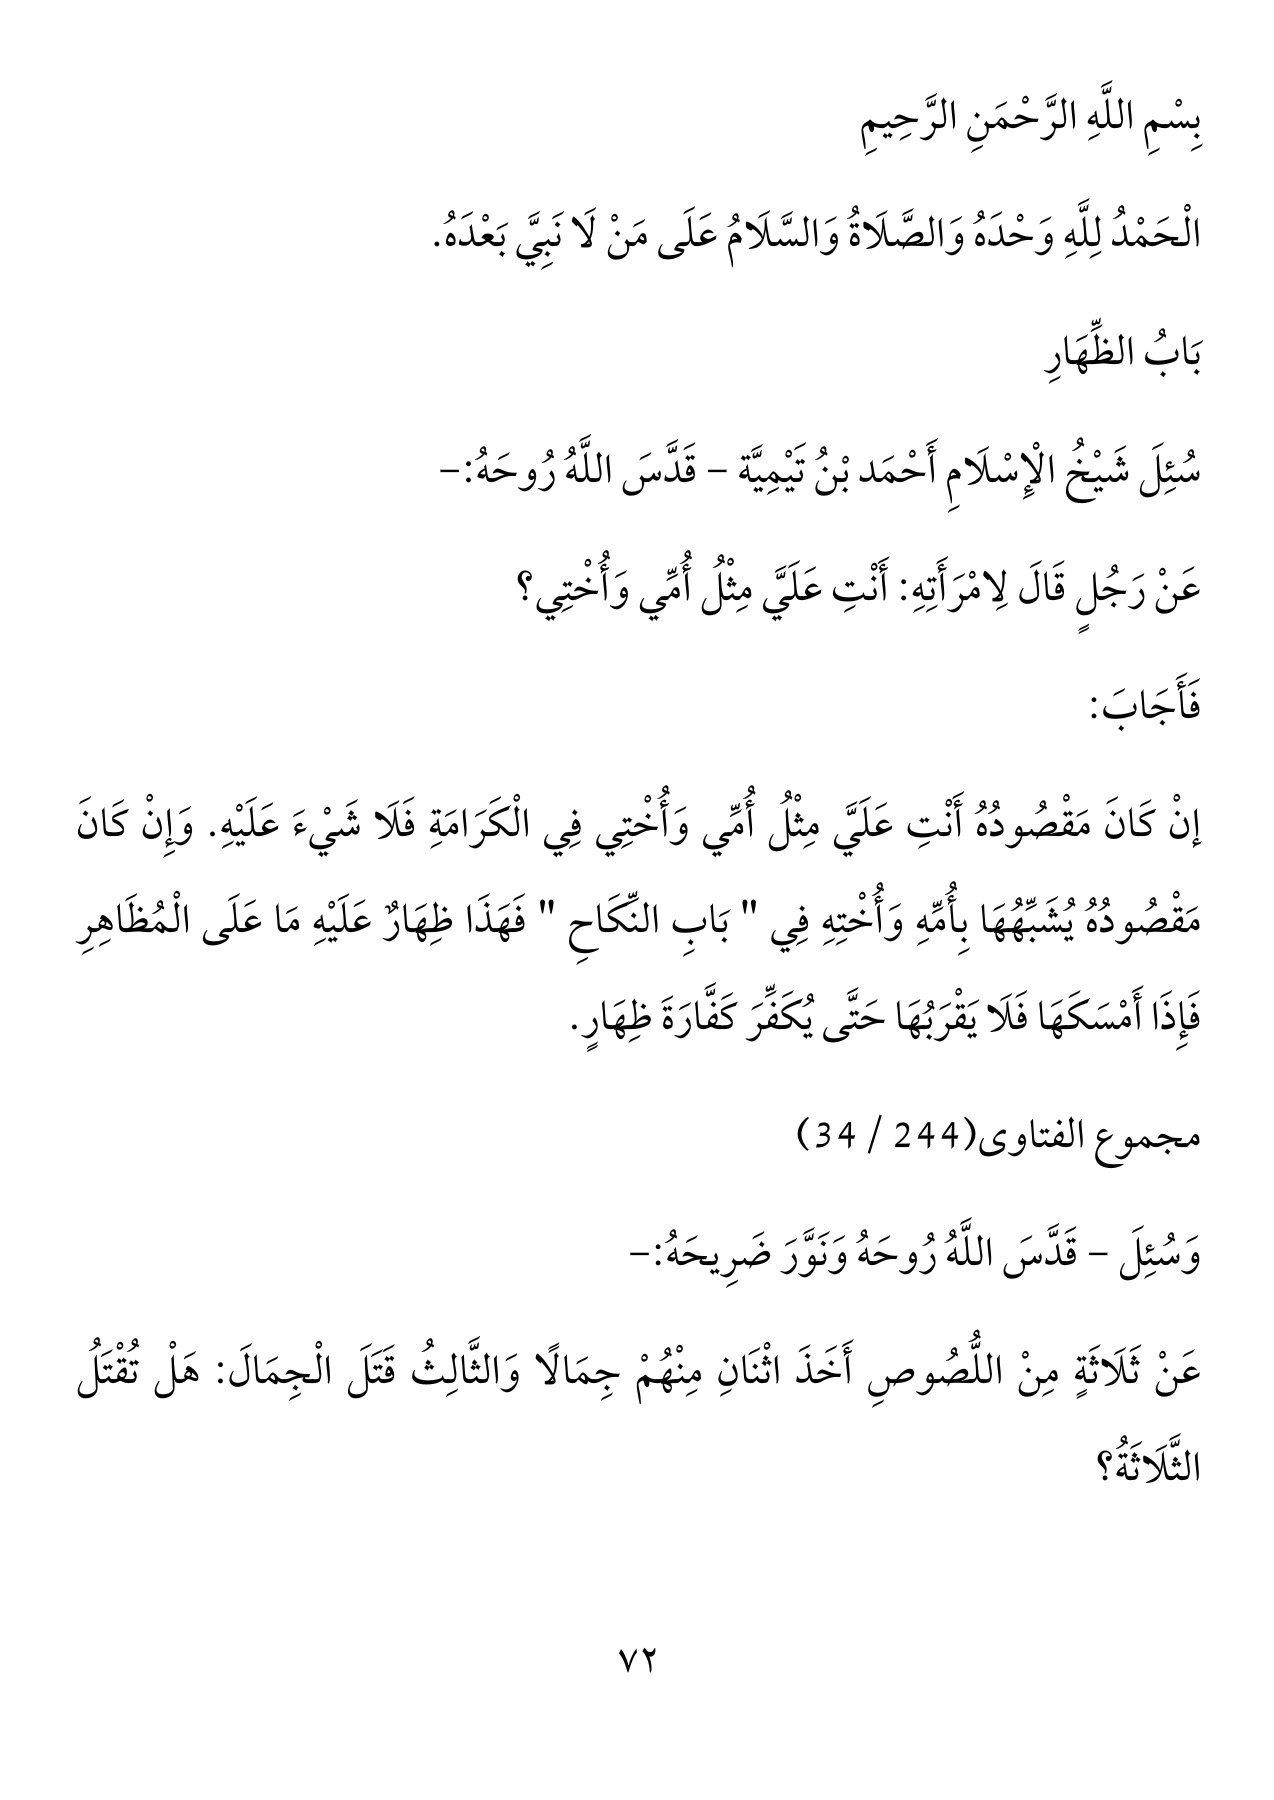 بِسْمِ اللَّهِ الرَّحْمَنِ الرَّحِيمِ
الْحَمْدُ لِلَّهِ وَحْدَهُ وَالصَّلَاةُ وَالسَّلَامُ عَلَى مَنْ لَا نَبِيَّ بَعْدَهُ.
بَابُ الظِّهَارِ
سُئِلَ شَيْخُ الْإِسْلَامِ أَحْمَد بْنُ تَيْمِيَّة – قَدَّسَ اللَّهُ رُوحَهُ:–
عَنْ رَجُلٍ قَالَ لِامْرَأَتِهِ: أَنْتِ عَلَيَّ مِثْلُ أُمِّي وَأُخْتِي؟
فَأَجَابَ:
إنْ كَانَ مَقْصُودُهُ أَنْتِ عَلَيَّ مِثْلُ أُمِّي وَأُخْتِي فِي الْكَرَامَةِ فَلَا شَيْءَ عَلَيْهِ. وَإِنْ كَانَ
مَقْصُودُهُ يُشَبِّهُهَا بِأُمِّهِ وَأُخْتِهِ فِي " بَابِ النِّكَاحِ " فَهَذَا ظِهَارٌ عَلَيْهِ مَا عَلَى الْمُظَاهِرِ
فَإِذَا أَمْسَكَهَا فَلَا يَقْرَبُهَا حَتَّى يُكَفِّرَ كَفَّارَةَ ظِهَارٍ.
مجموع الفتاوى(244 / 34)
وَسُئِلَ – قَدَّسَ اللَّهُ رُوحَهُ وَنَوَّرَ ضَرِيحَهُ:–
عَنْ ثَلَاثَةٍ مِنْ اللُّصُوصِ أَخَذَ اثْنَانِ مِنْهُمْ جِمَالًا وَالثَّالِثُ قَتَلَ الْجِمَالَ: هَلْ تُقْتَلُ
الثَّلَاثَةُ؟
٧٢